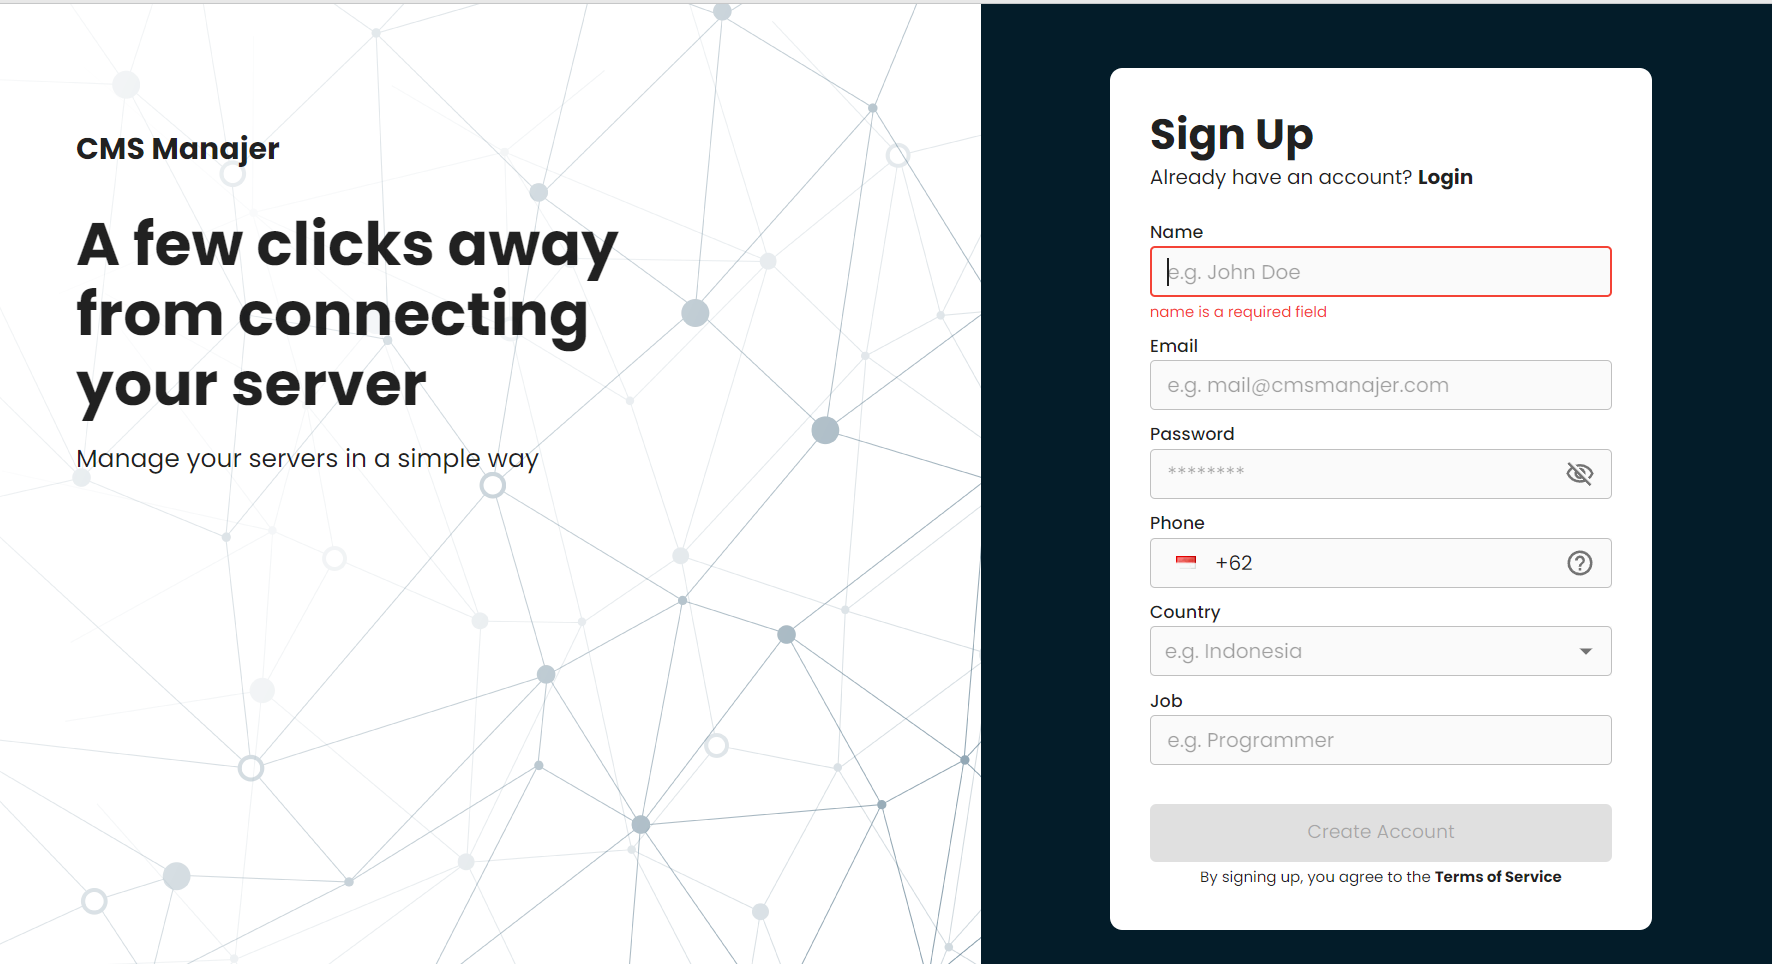 CMS Manajer
A few clicks away
from connecting
your server
Manage your servers in a simple way
Sign Up
Already have an account? Login
Name
e.g. John Doe
name is a required field
Email
e.g. mail@cmsmanajer.com
Password
********
Phone
+62
Country
e.g. Indonesia
Job
e.g. Programmer
Create Account
By signing up, you agree to the Terms of Service